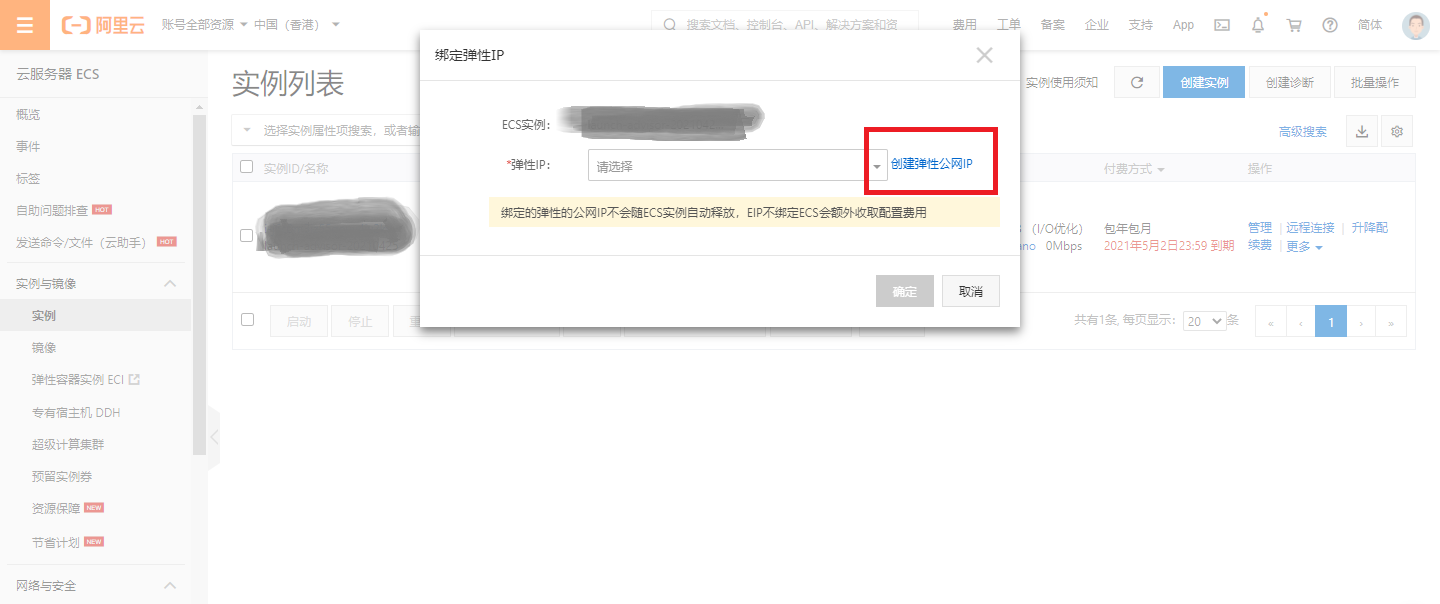 阿里云 账号全部资源 中国（香港） 搜索文档、控制台、API、解决方案和资 费用 工单 备案 企业 支持 App 简体
云服务器 ECS
概览
事件
标签
自助问题排查 HOT
发送命令/文件（云助手） HOT
实例与镜像
实例
镜像
弹性容器实例 ECI
专有宿主机 DDH
超级计算集群
预留实例券
资源保障 NEW
节省计划 NEW
网络与安全
实例列表
实例使用须知 创建实例 创建诊断 批量操作
选择实例属性项搜索，或者输
高级搜索
实例ID/名称 付费方式 操作
（I/O优化） 包年包月 管理 | 远程连接 | 升降配
0Mbps 2021年5月2日23:59 到期 续费 | 更多
启动 停止
共有1条, 每页显示： 20 条 « ‹ 1 › »
绑定弹性IP
ECS实例：
*弹性IP： 请选择 创建弹性公网IP
绑定的弹性的公网IP不会随ECS实例自动释放，EIP不绑定ECS会额外收取配置费用
确定 取消